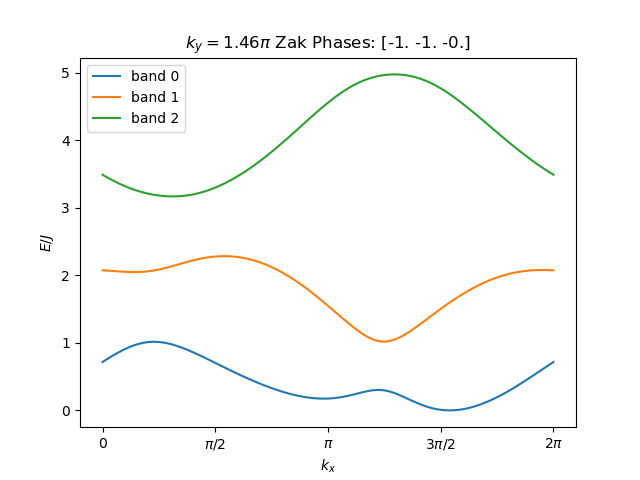 k_y = 1.46π Zak Phases: [-1. -1. -0.]
band 0
band 1
band 2
5
4
3
2
1
0
E/J
0 π/2 π 3π/2 2π
k_x